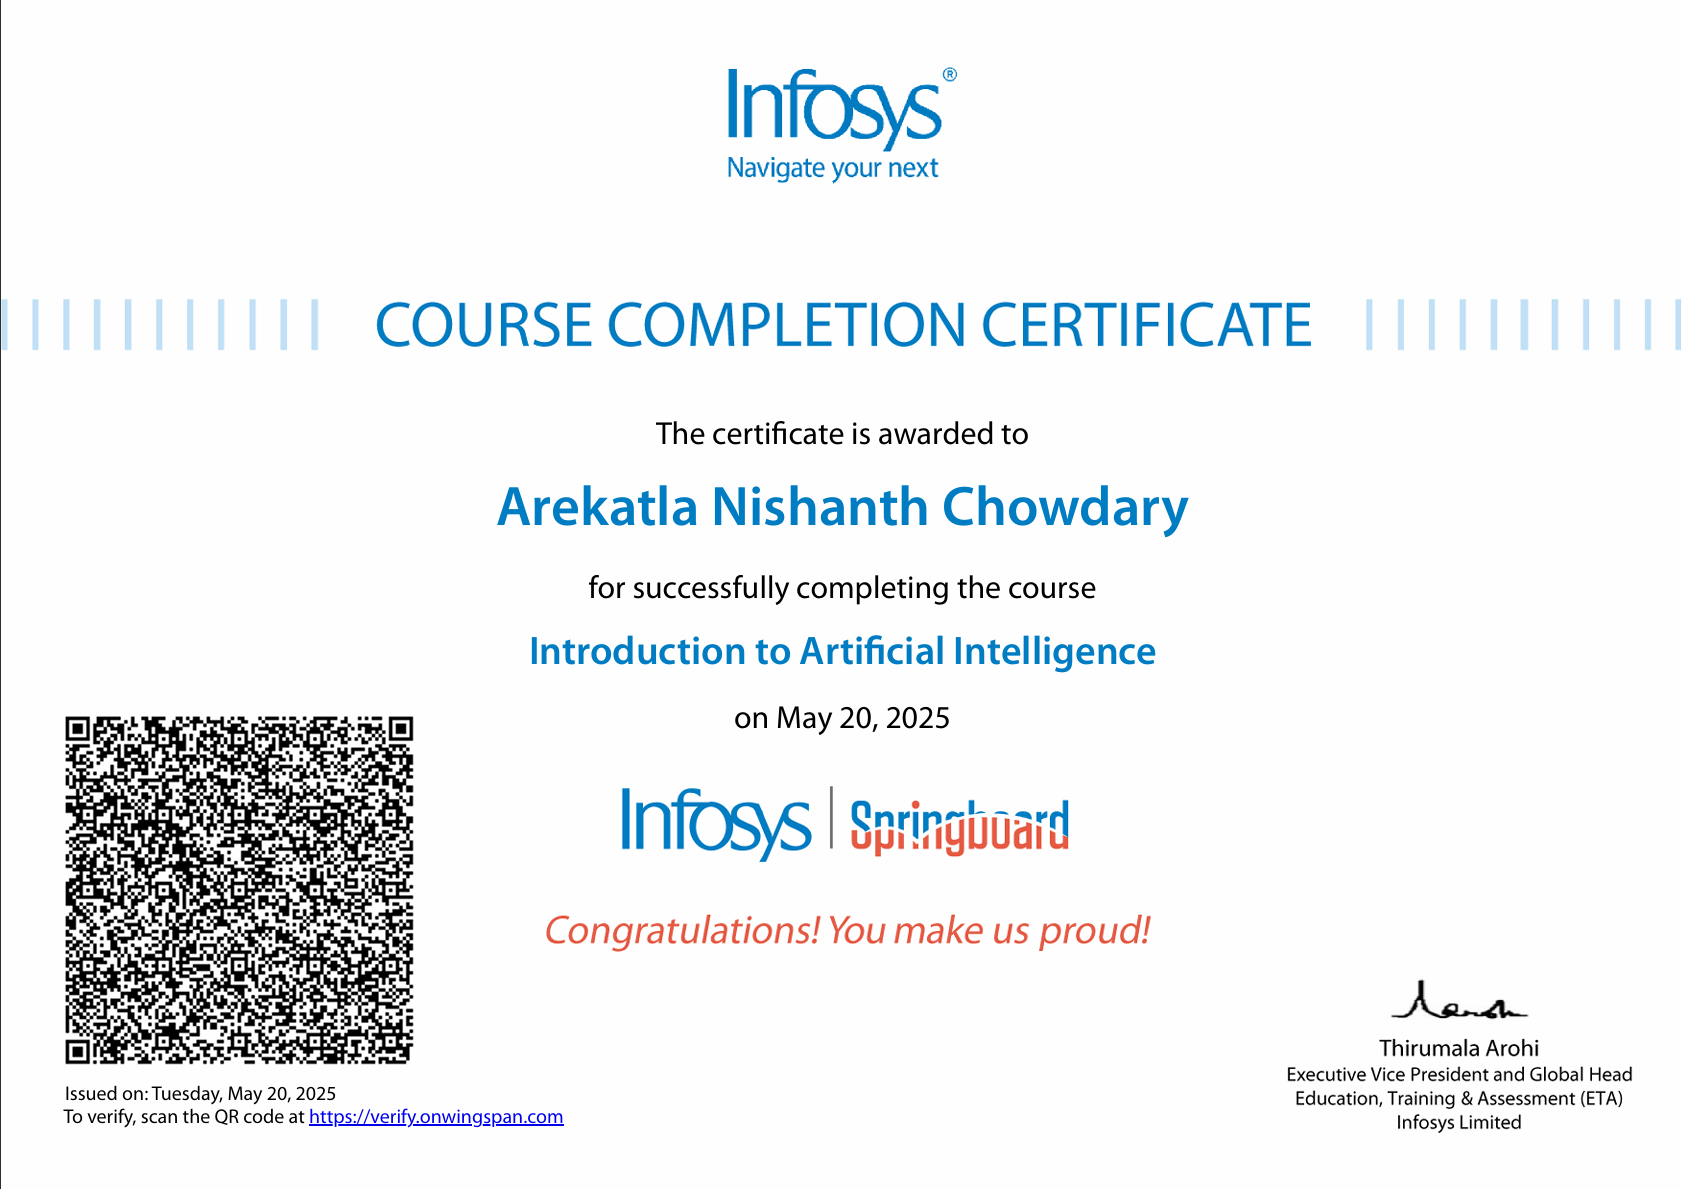 Infosys®
Navigate your next
COURSE COMPLETION CERTIFICATE
The certificate is awarded to
Arekatla Nishanth Chowdary
for successfully completing the course
Introduction to Artificial Intelligence
on May 20, 2025
Infosys | Springboard
Congratulations! You make us proud!
Issued on: Tuesday, May 20, 2025
To verify, scan the QR code at https://verify.onwingspan.com
Thirumala Arohi
Executive Vice President and Global Head
Education, Training & Assessment (ETA)
Infosys Limited